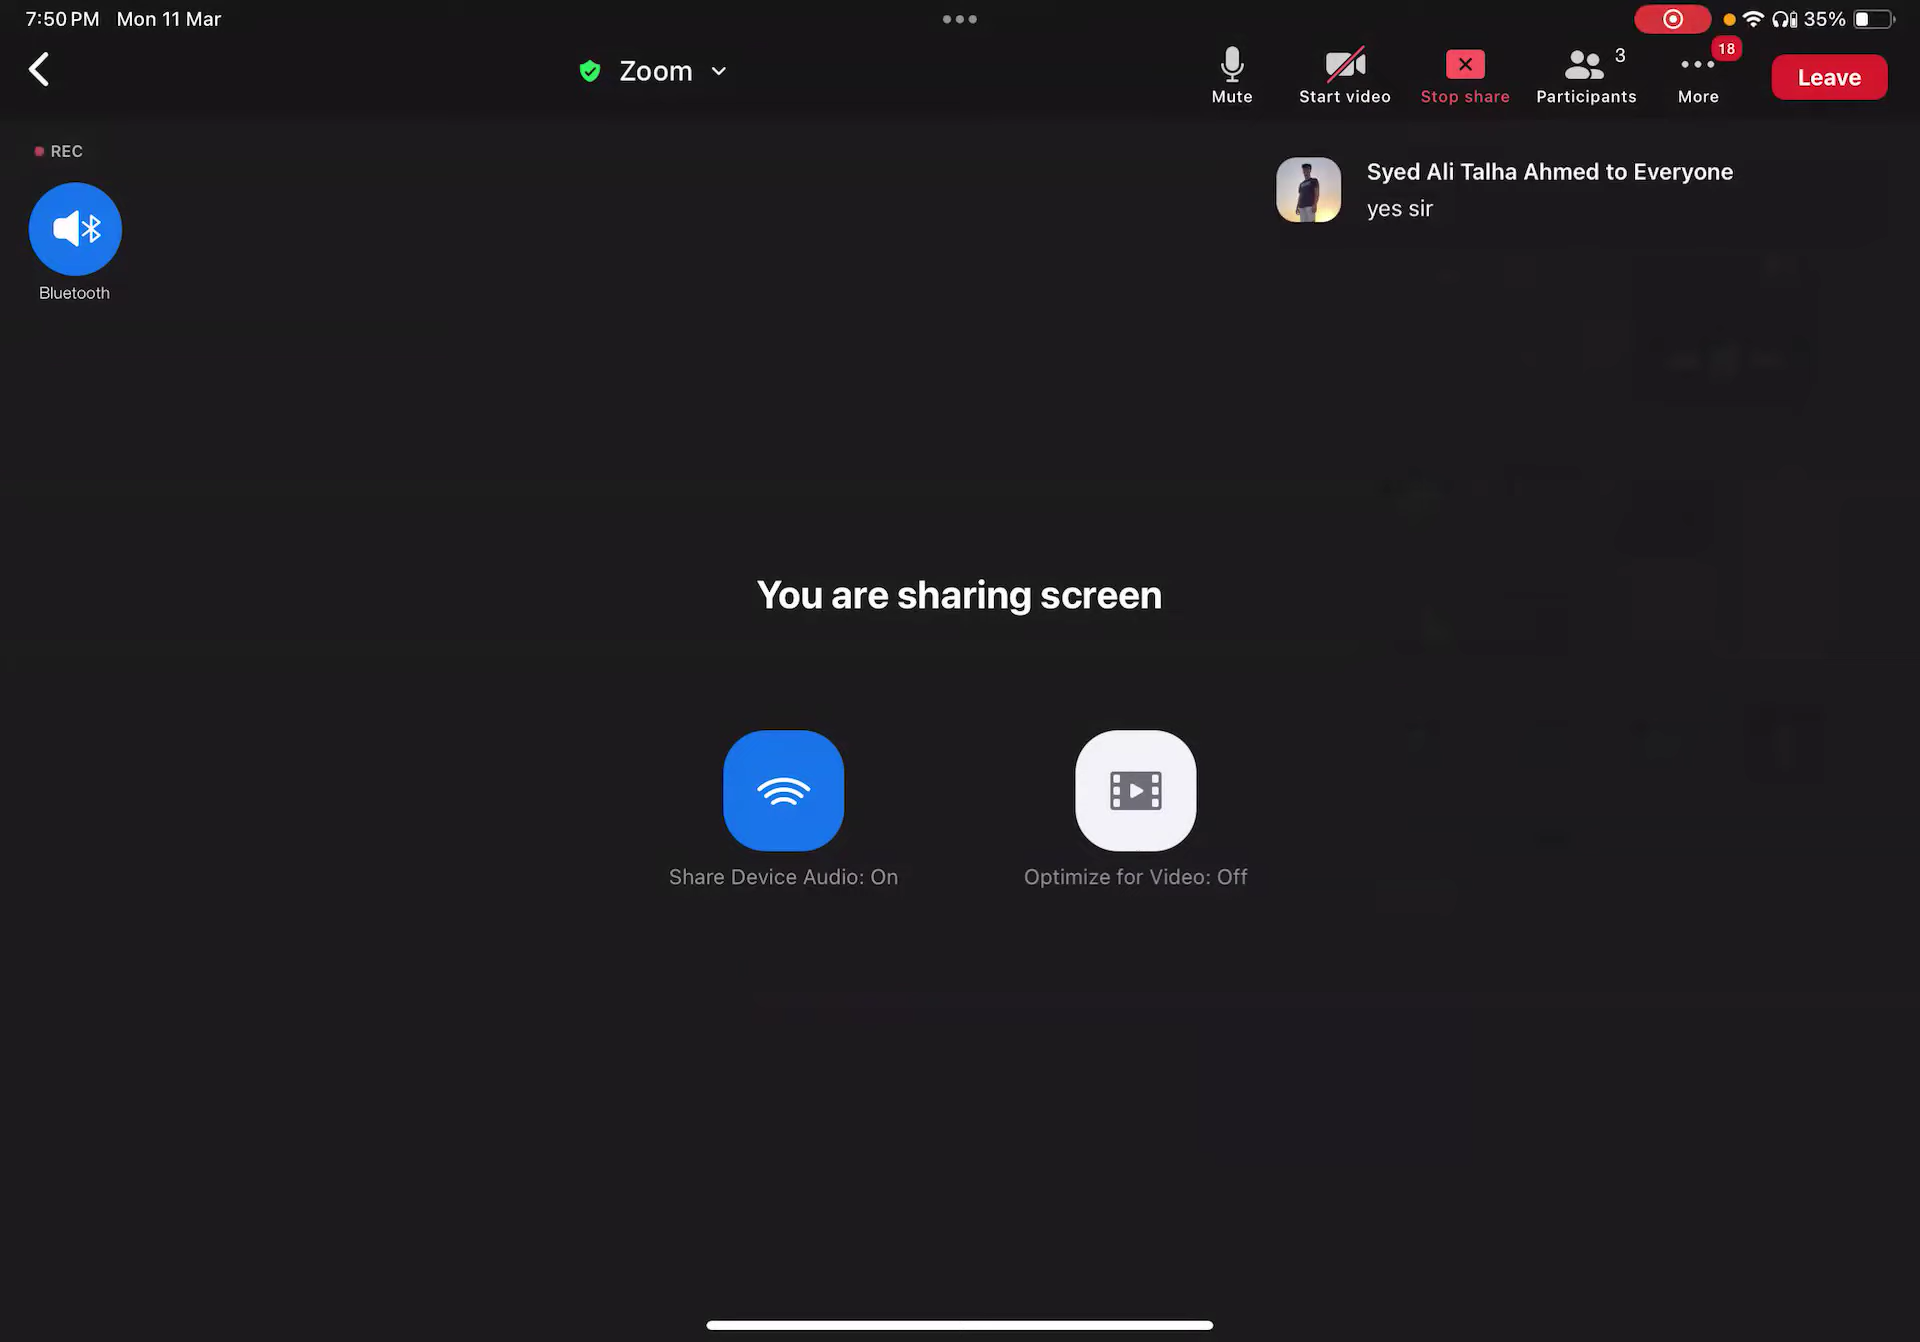 7:50 PM Mon 11 Mar
35%
Zoom
Mute
Start video
Stop share
Participants
3
More
18
Leave
REC
Bluetooth
Syed Ali Talha Ahmed to Everyone
yes sir
You are sharing screen
Share Device Audio: On
Optimize for Video: Off